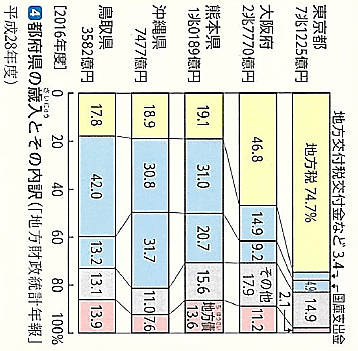 地方交付税交付金など 3.4 国庫支出金
東京都
7兆1225億円
地方税 74.7% 4.9 14.9
2.1
大阪府
2兆7770億円
46.8 14.9 9.2 その他 17.9 11.2
熊本県
1兆0189億円
19.1 31.0 20.7 15.6 地方債 13.6
沖縄県
7477億円
18.9 30.8 31.7 11.0 7.6
鳥取県
3582億円
17.8 42.0 13.2 13.1 13.9
[2016年度] 0 20 40 60 80 100%
さいにゅう
4 都府県の歳入とその内訳(「地方財政統計年報」
平成28年度)